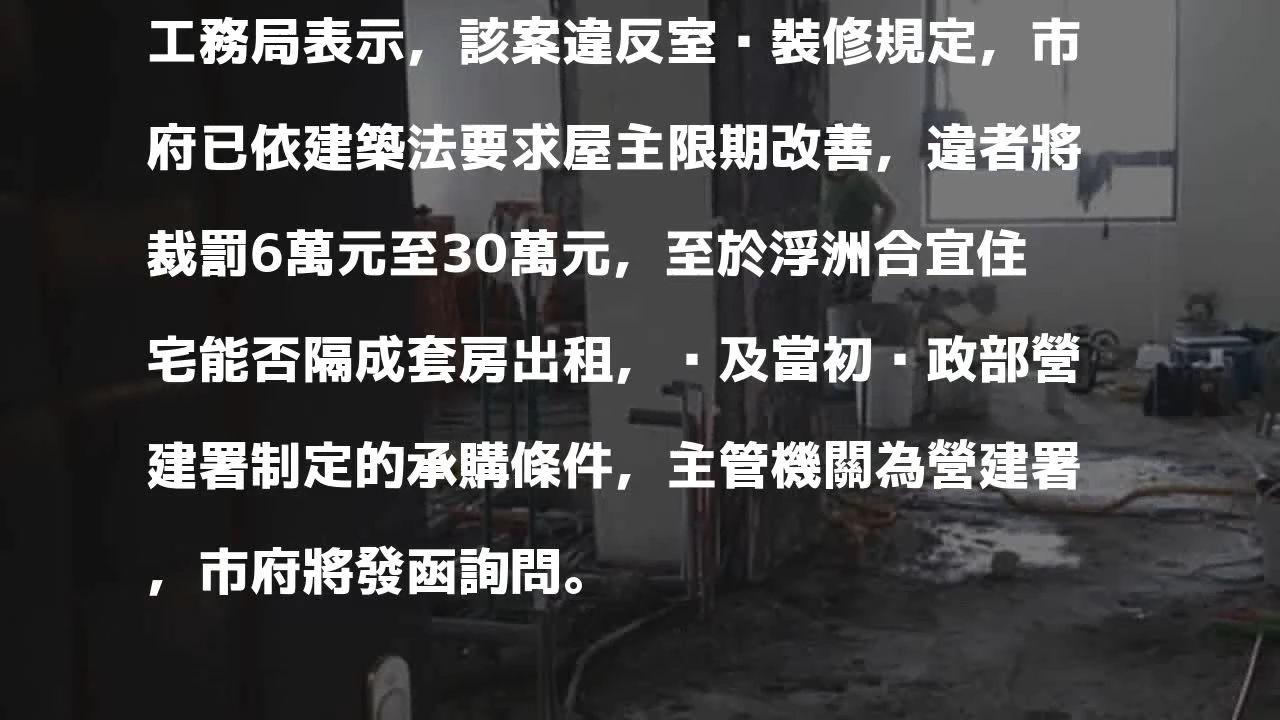 工務局表示，該案違反室▪裝修規定，市
府已依建築法要求屋主限期改善，違者將
裁罰6萬元至30萬元，至於浮洲合宜住
宅能否隔成套房出租，▪及當初▪政部營
建署制定的承購條件，主管機關為營建署
，市府將發函詢問。